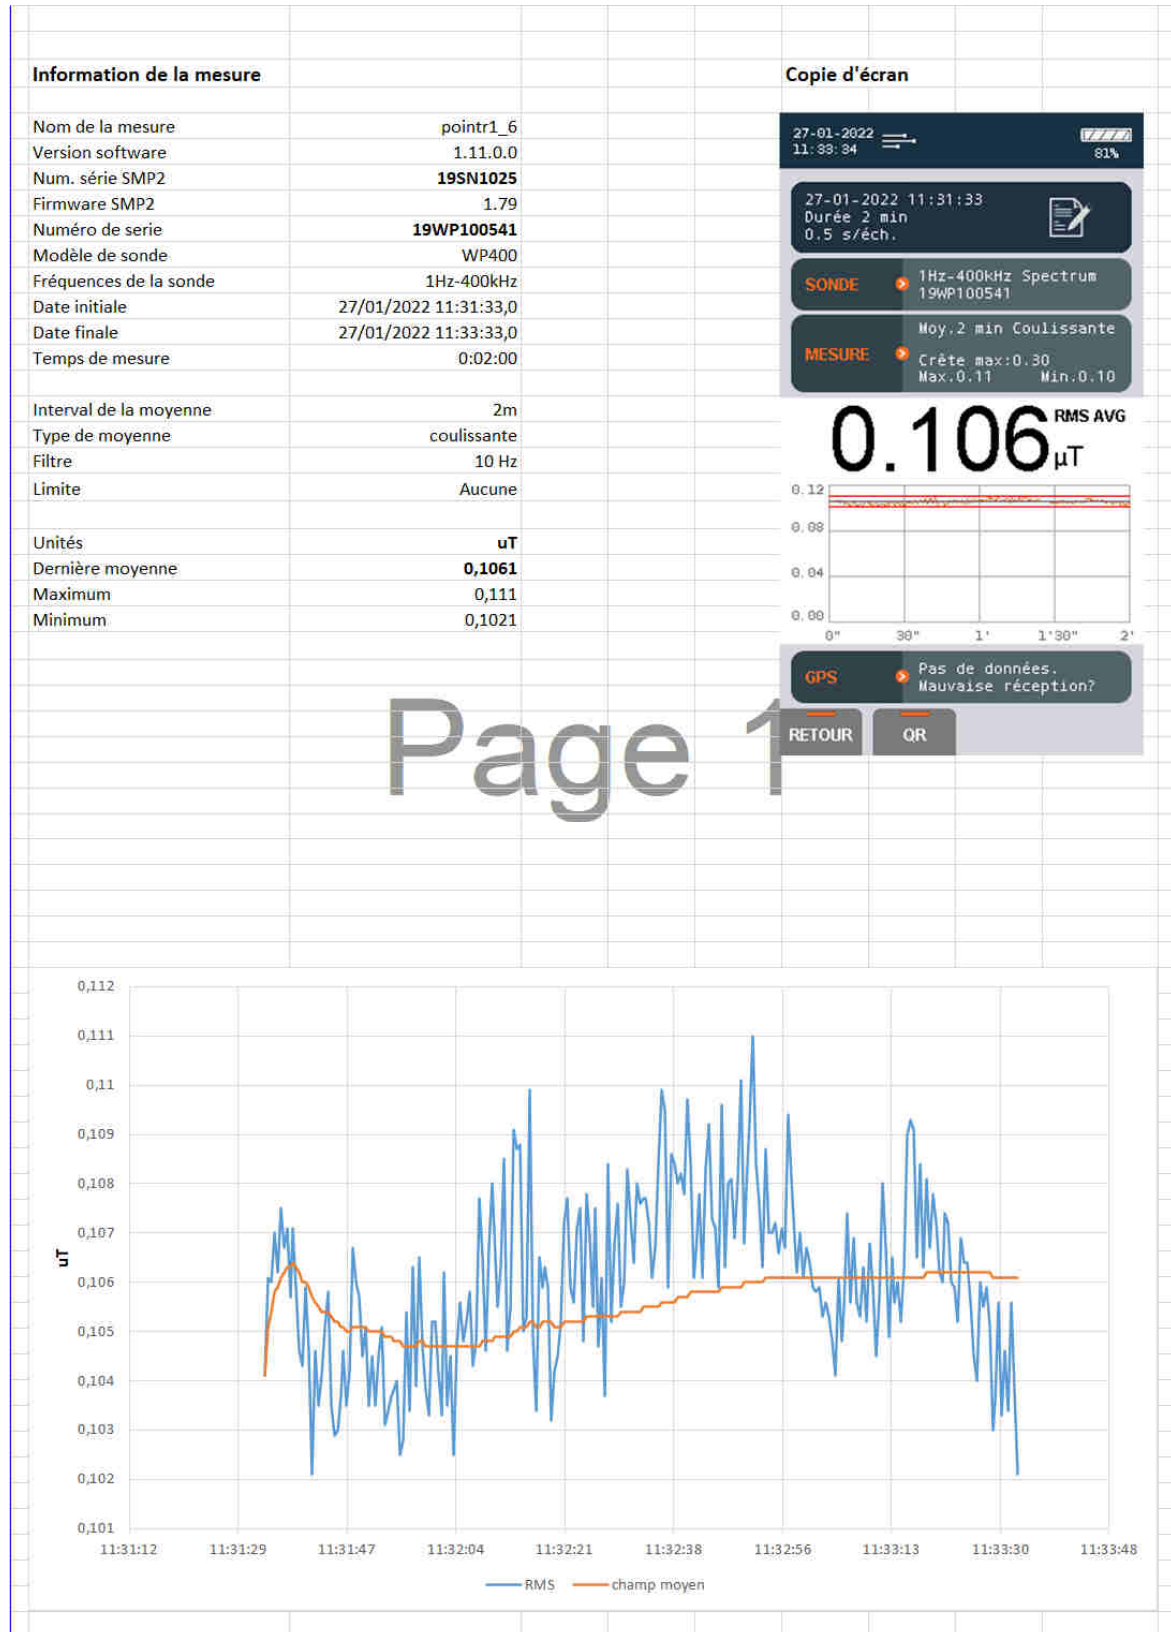 Information de la mesure
Copie d'écran
Nom de la mesure pointr1_6
Version software 1.11.0.0
Num. série SMP2 19SN1025
Firmware SMP2 1.79
Numéro de serie 19WP100541
Modèle de sonde WP400
Fréquences de la sonde 1Hz-400kHz
Date initiale 27/01/2022 11:31:33,0
Date finale 27/01/2022 11:33:33,0
Temps de mesure 0:02:00
Interval de la moyenne 2m
Type de moyenne coulissante
Filtre 10 Hz
Limite Aucune
Unités uT
Dernière moyenne 0,1061
Maximum 0,111
Minimum 0,1021
27-01-2022
11:33:34
81%
27-01-2022 11:31:33
Durée 2 min
0.5 s/éch.
SONDE
1Hz-400kHz Spectrum
19WP100541
MESURE
Moy.2 min Coulissante
Crête max:0.30
Max.0.11 Min.0.10
0.106 RMS AVG
µT
0.12
0.08
0.04
0.00
0" 30" 1' 1'30" 2'
GPS
Pas de données.
Mauvaise réception?
RETOUR QR
Page 1
0,112
0,111
0,11
0,109
0,108
0,107
0,106
0,105
0,104
0,103
0,102
0,101
uT
11:31:12 11:31:29 11:31:47 11:32:04 11:32:21 11:32:38 11:32:56 11:33:13 11:33:30 11:33:48
RMS champ moyen